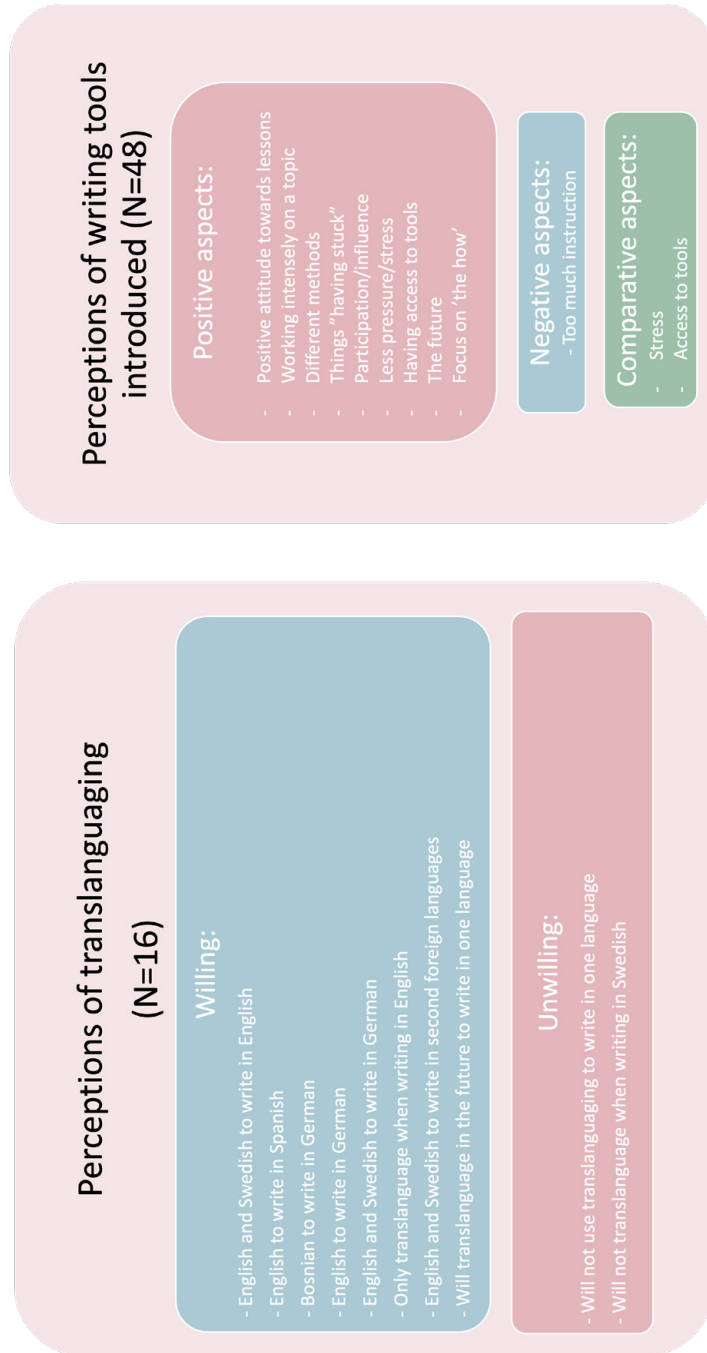 Perceptions of translanguaging
(N=16)
Willing:
- English and Swedish to write in English
- English to write in Spanish
- Bosnian to write in German
- English to write in German
- English and Swedish to write in German
- Only translanguage when writing in English
- English and Swedish to write in second foreign languages
- Will translanguage in the future to write in one language
Unwilling:
- Will not use translanguaging to write in one language
- Will not translanguage when writing in Swedish
Perceptions of writing tools
introduced (N=48)
Positive aspects:
- Positive attitude towards lessons
- Working intensely on a topic
- Different methods
- Things ”having stuck”
- Participation/influence
- Less pressure/stress
- Having access to tools
- The future
- Focus on ‘the how’
Negative aspects:
- Too much instruction
Comparative aspects:
- Stress
- Access to tools